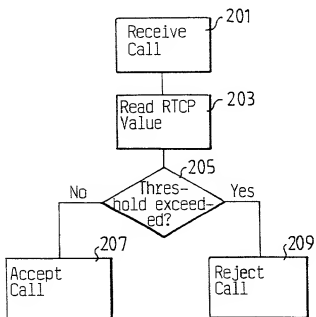 201
Receive
Call
203
Read RTCP
Value
205
Thres-
hold exceed-
ed?
No
Yes
207
Accept
Call
209
Reject
Call